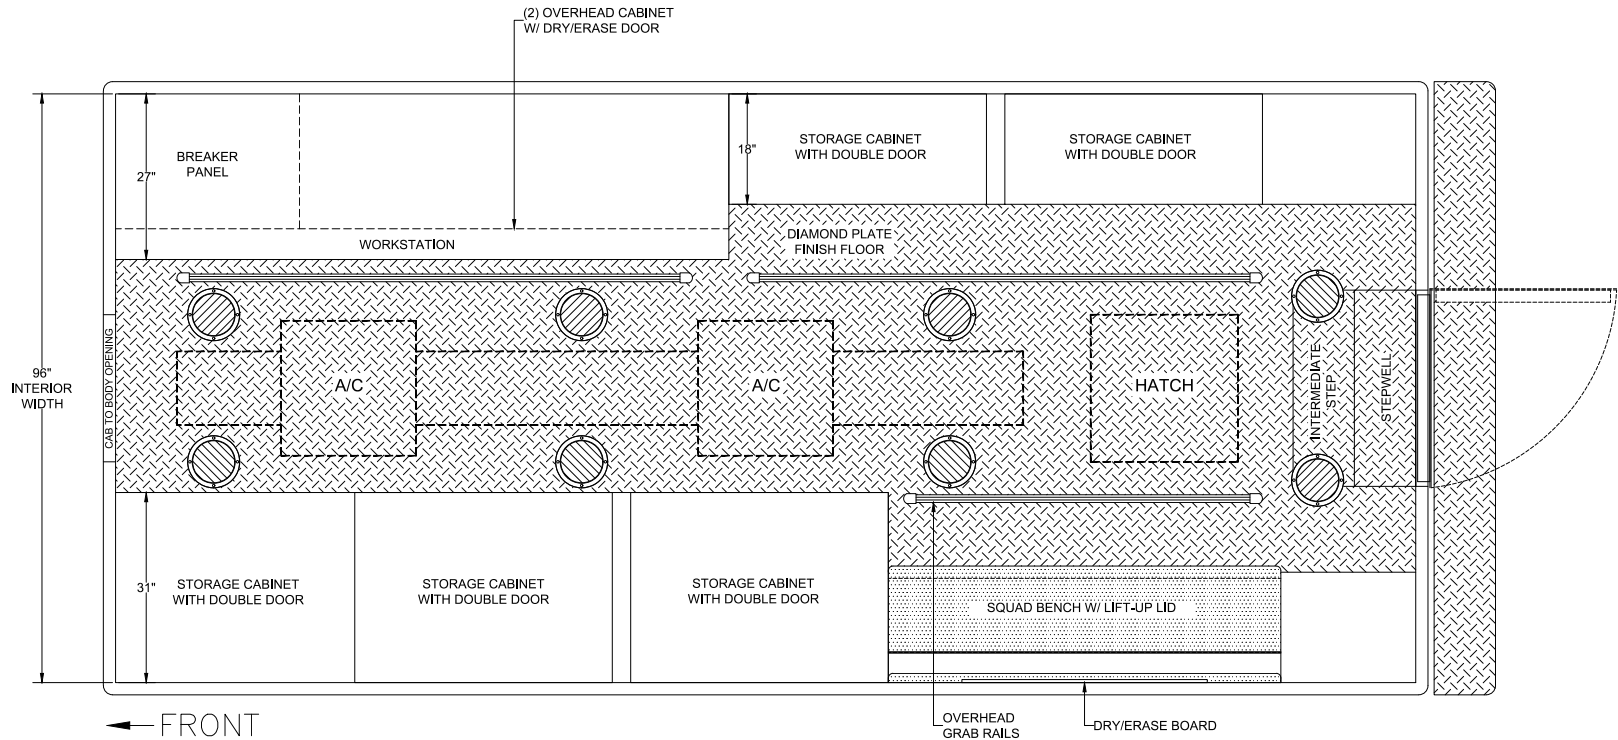 (2) OVERHEAD CABINET
W/ DRY/ERASE DOOR
BREAKER
PANEL
27"
18"
STORAGE CABINET
WITH DOUBLE DOOR
STORAGE CABINET
WITH DOUBLE DOOR
WORKSTATION
DIAMOND PLATE
FINISH FLOOR
96"
INTERIOR
WIDTH
CAB TO BODY OPENING
A/C
A/C
HATCH
INTERMEDIATE
STEP
STEPWELL
31"
STORAGE CABINET
WITH DOUBLE DOOR
STORAGE CABINET
WITH DOUBLE DOOR
STORAGE CABINET
WITH DOUBLE DOOR
SQUAD BENCH W/ LIFT-UP LID
FRONT
OVERHEAD
GRAB RAILS
DRY/ERASE BOARD